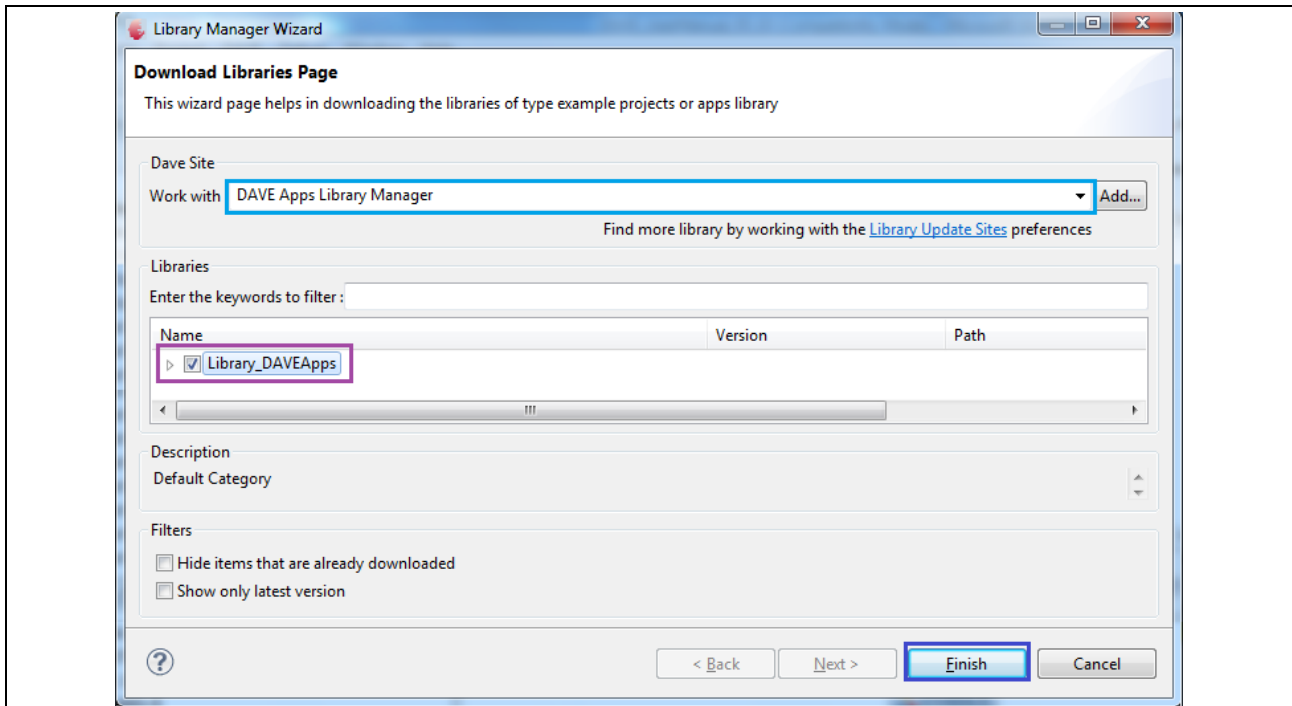 Library Manager Wizard
Download Libraries Page
This wizard page helps in downloading the libraries of type example projects or apps library
Dave Site
Work with DAVE Apps Library Manager Add...
Find more library by working with the Library Update Sites preferences
Libraries
Enter the keywords to filter :
Name Version Path
Library_DAVEApps
Description
Default Category
Filters
Hide items that are already downloaded
Show only latest version
? < Back Next > Finish Cancel